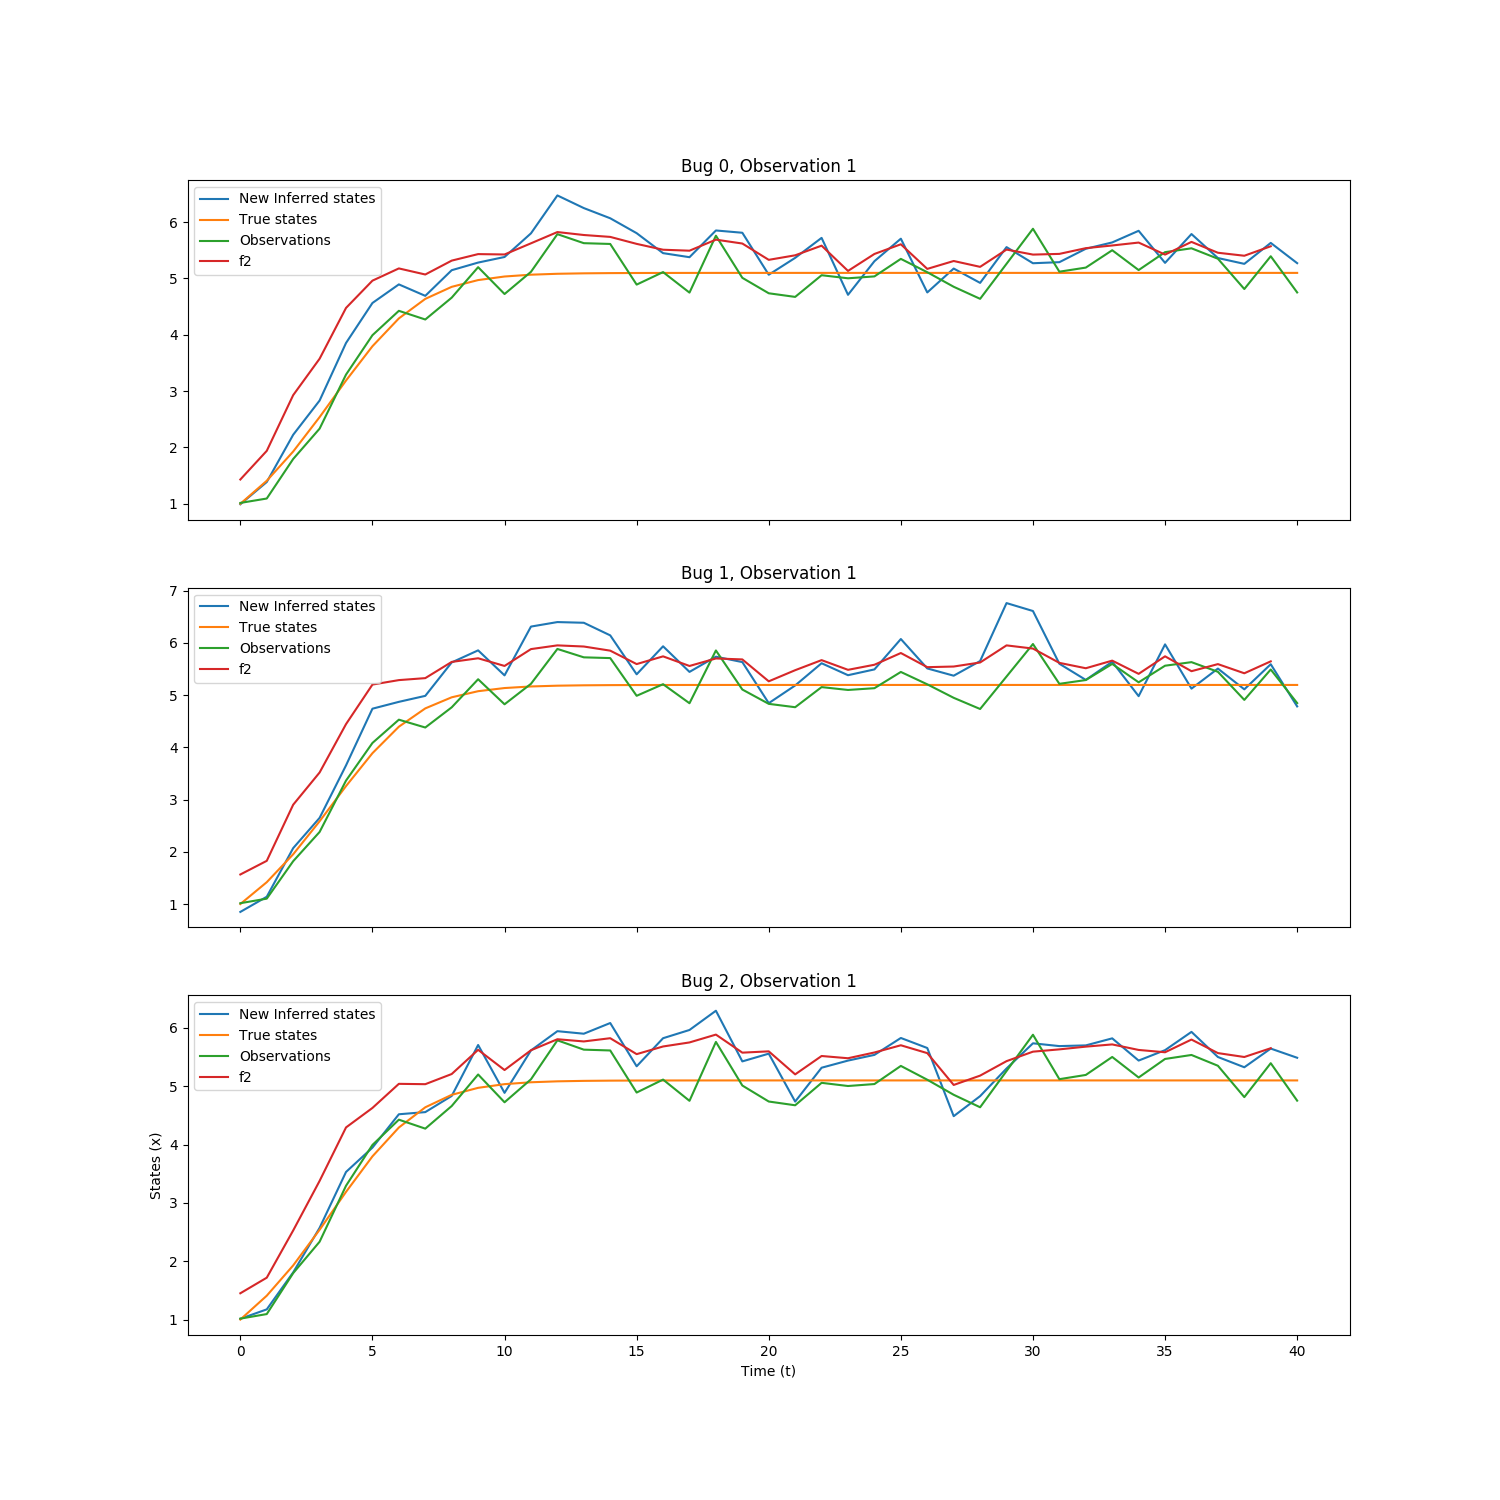 Bug 0, Observation 1
New Inferred states
True states
Observations
f2
6
5
4
3
2
1
Bug 1, Observation 1
New Inferred states
True states
Observations
f2
7
6
5
4
3
2
1
Bug 2, Observation 1
New Inferred states
True states
Observations
f2
6
5
4
3
2
1
States (x)
0 5 10 15 20 25 30 35 40
Time (t)